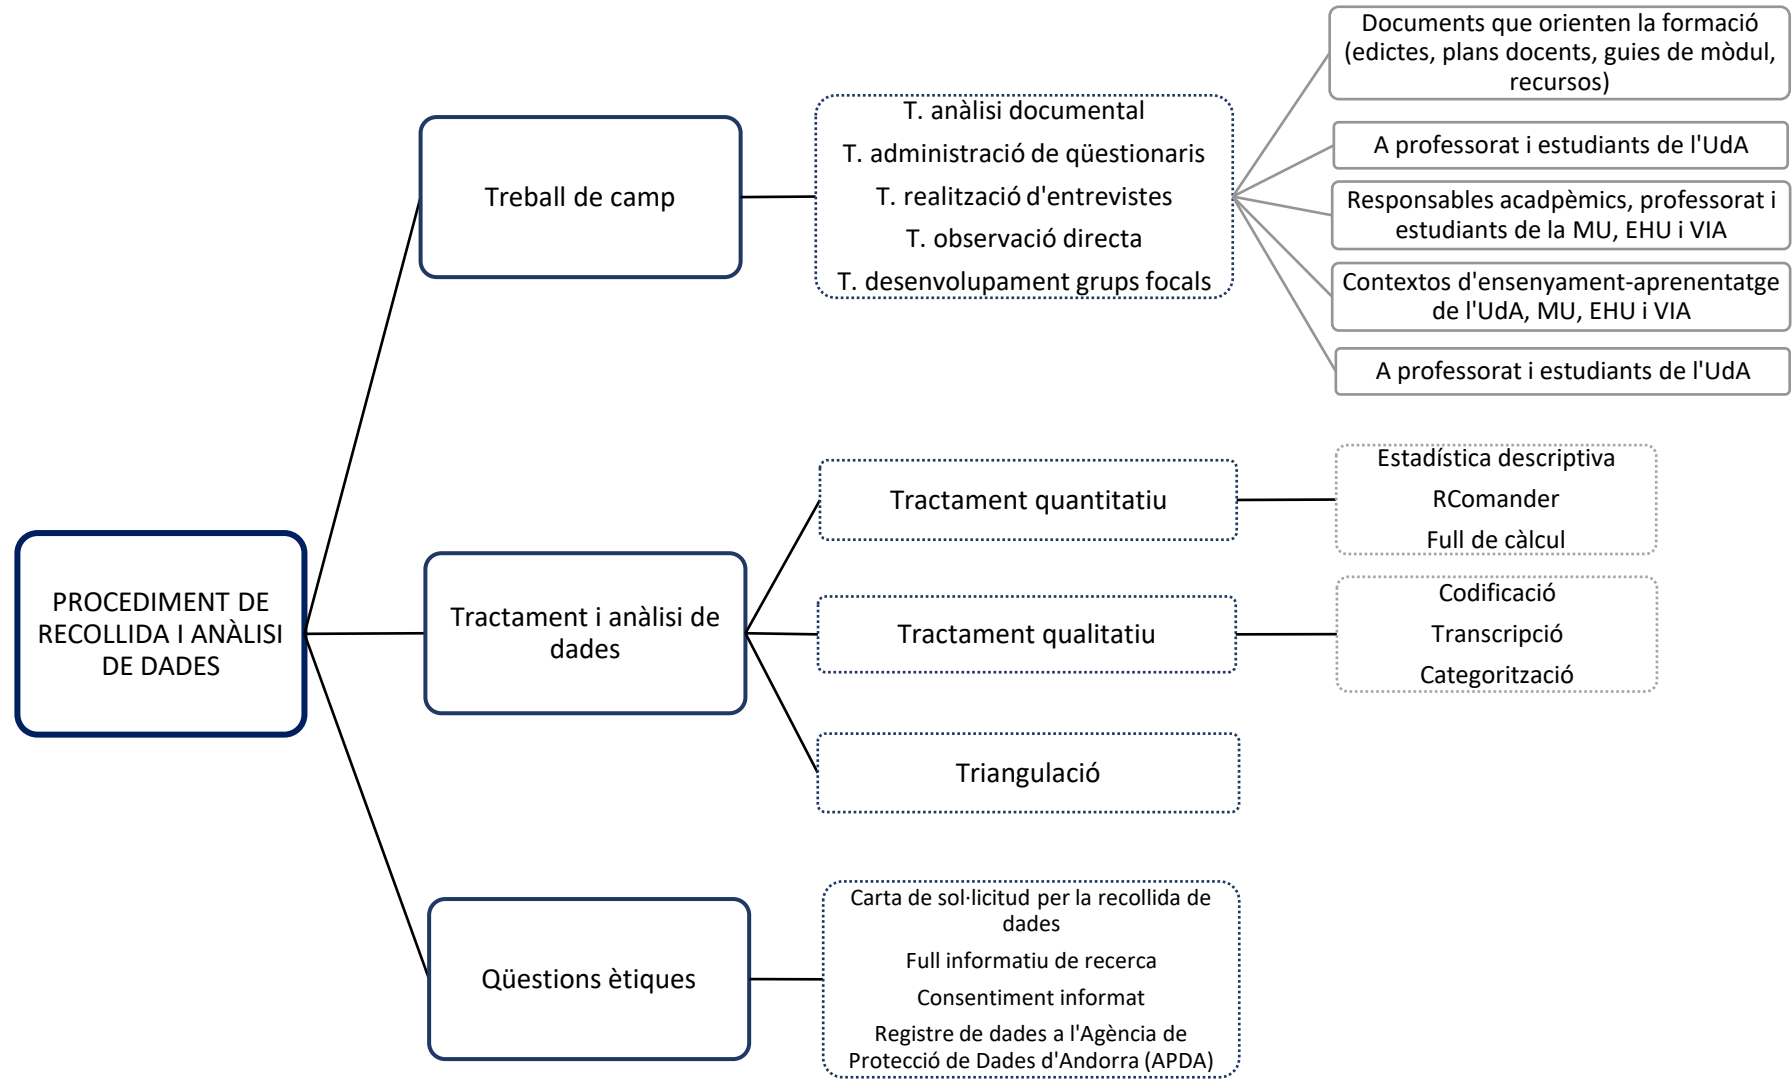 PROCEDIMENT DE
RECOLLIDA I ANÀLISI
DE DADES
Treball de camp
T. anàlisi documental
T. administració de qüestionaris
T. realització d'entrevistes
T. observació directa
T. desenvolupament grups focals
Documents que orienten la formació
(edictes, plans docents, guies de mòdul,
recursos)
A professorat i estudiants de l'UdA
Responsables acadpèmics, professorat i
estudiants de la MU, EHU i VIA
Contextos d'ensenyament-aprenentatge
de l'UdA, MU, EHU i VIA
A professorat i estudiants de l'UdA
Tractament i anàlisi de
dades
Tractament quantitatiu
Estadística descriptiva
RComander
Full de càlcul
Tractament qualitatiu
Codificació
Transcripció
Categorització
Triangulació
Qüestions ètiques
Carta de sol·licitud per la recollida de
dades
Full informatiu de recerca
Consentiment informat
Registre de dades a l'Agència de
Protecció de Dades d'Andorra (APDA)